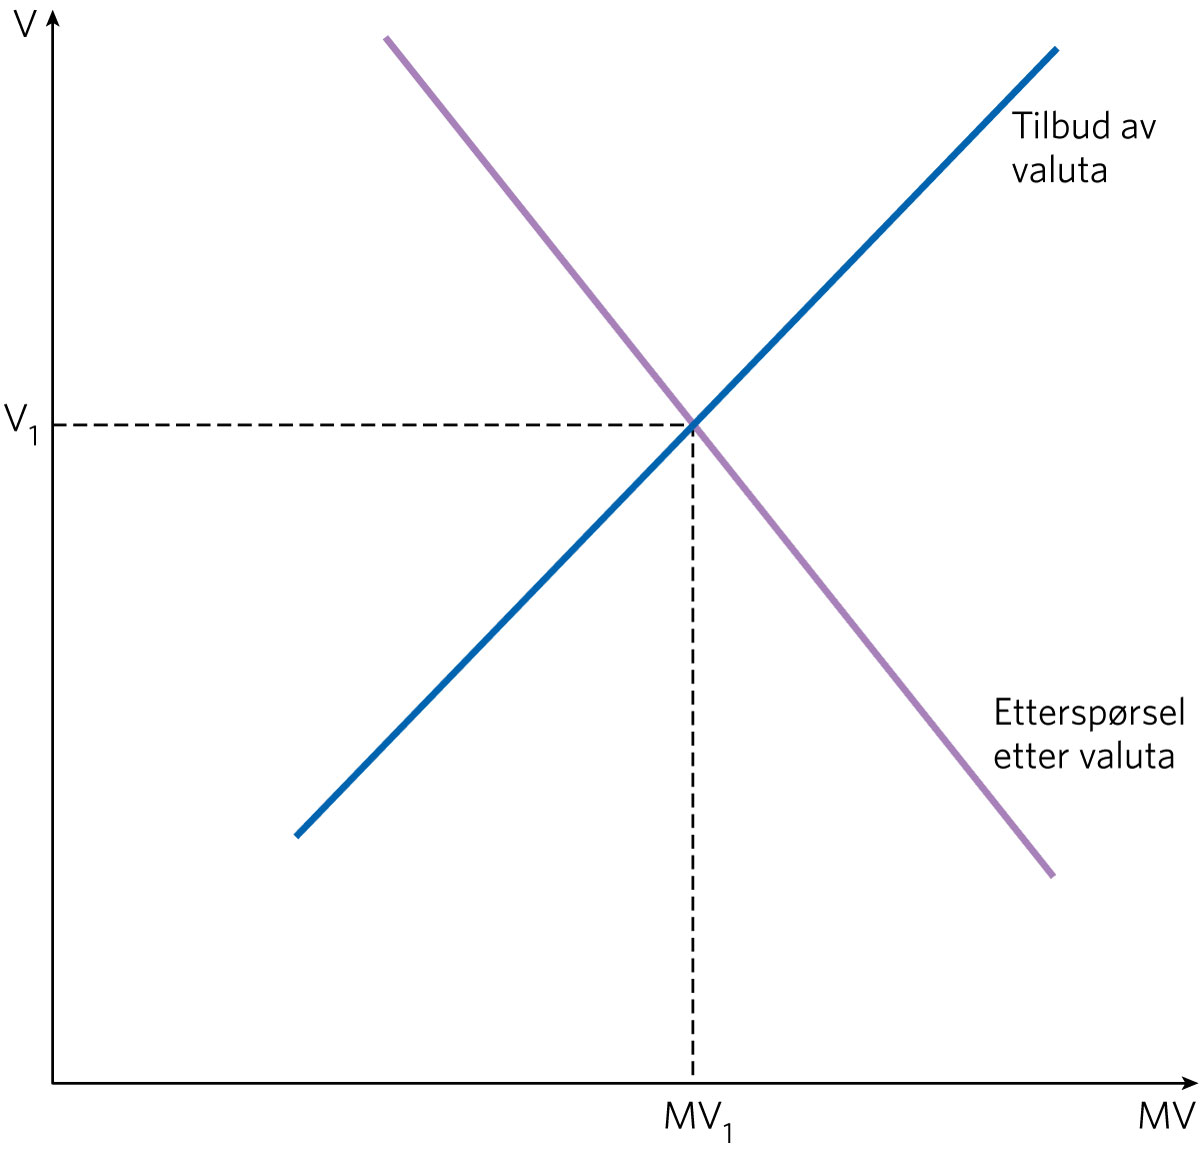 V
Tilbud av
valuta
V₁
Etterspørsel
etter valuta
MV₁
MV